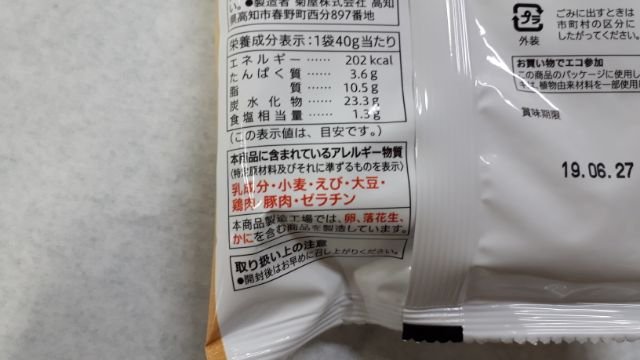 い。●製造者 菊屋株式会社 高知
県高知市春野町西分897番地
栄養成分表示：1袋40g当たり
エネルギー …… 202 kcal
たんぱく質 …… 3.6g
脂質 …… 10.5g
炭水化物 …… 23.3g
食塩相当量 …… 1.3g
（この表示値は、目安です。）
本商品に含まれているアレルギー物質
（特定原材料及びそれに準ずるものを表示）
乳成分・小麦・えび・大豆・
鶏肉・豚肉・ゼラチン
本商品製造工場では、卵、落花生、
かにを含む商品を製造しています。
取り扱い上の注意
●開封後はお早めに召し上がりください。
プラ
外装
ごみに出すときは
市町村の区分に
したがってください。
お買い物でエコ参加
この商品のパッケージに使用し
植物由来材料を一部使用
賞味期限
19.06.27